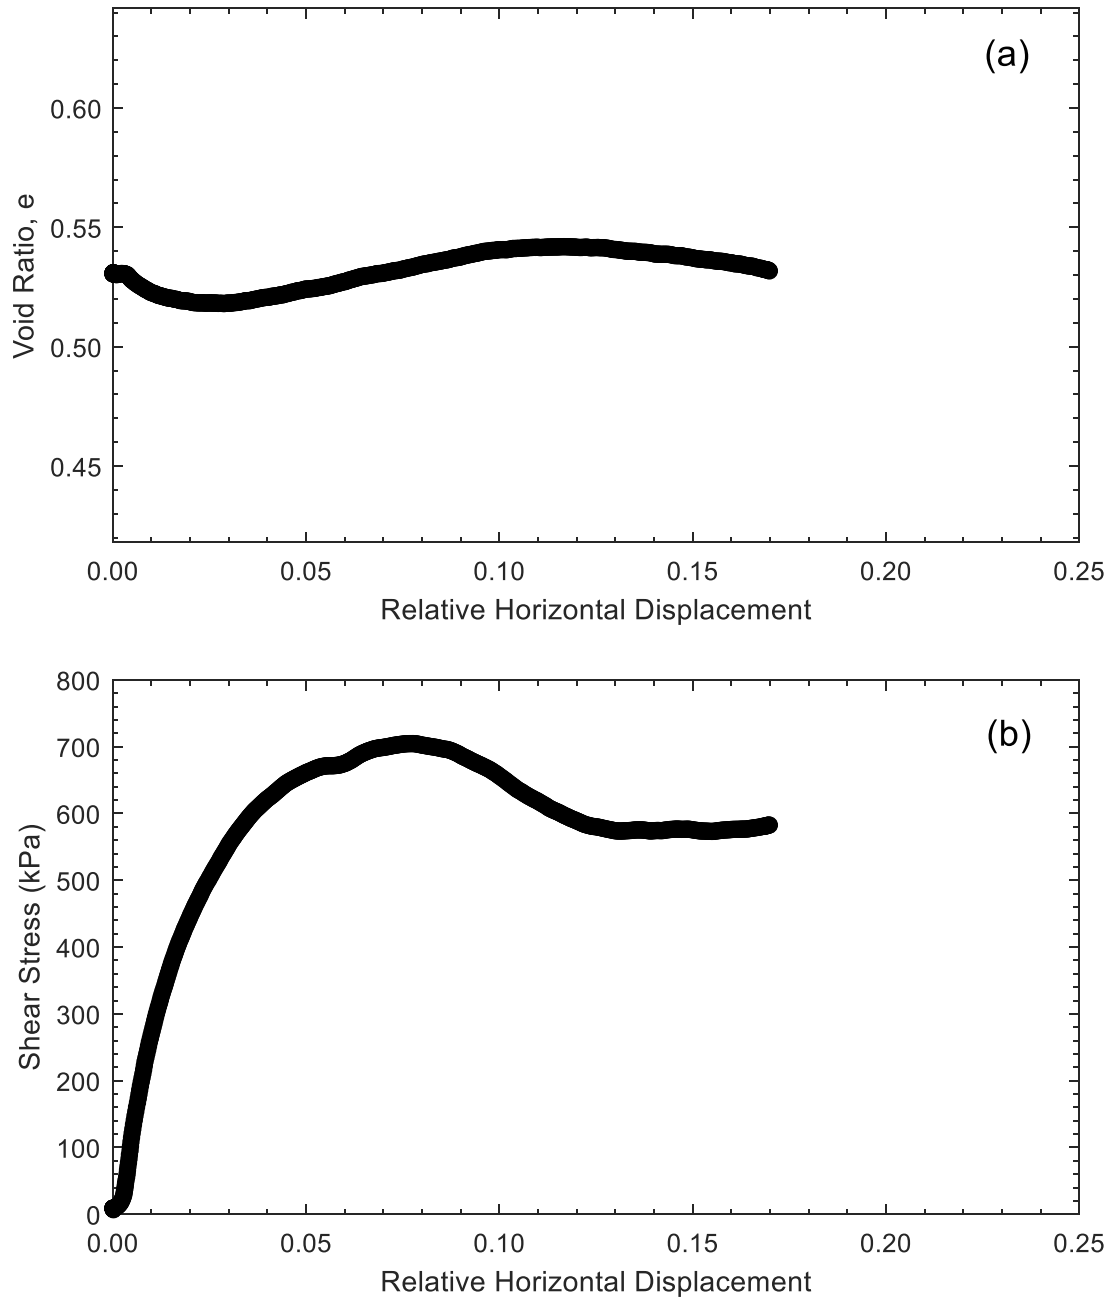 (a)
0.60
0.55
0.50
0.45
Void Ratio, e
0.00 0.05 0.10 0.15 0.20 0.25
Relative Horizontal Displacement
(b)
800
700
600
500
400
300
200
100
0
Shear Stress (kPa)
0.00 0.05 0.10 0.15 0.20 0.25
Relative Horizontal Displacement